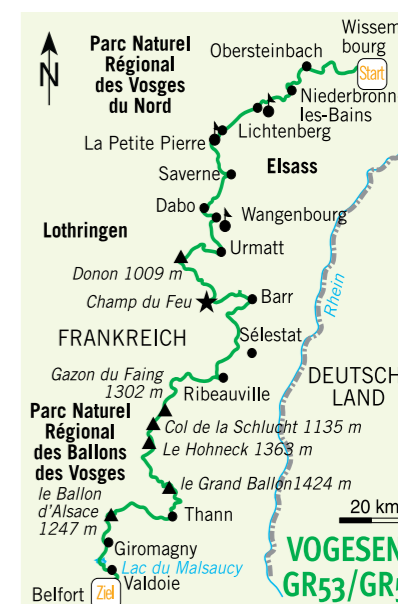 N
Parc Naturel
Régional
des Vosges
du Nord
Wissem
bourg
Obersteinbach
Start
Niederbronn
les-Bains
Lichtenberg
La Petite Pierre
Elsass
Saverne
Dabo
Wangenbourg
Lothringen
Urmatt
Donon 1009 m
Rhein
Champ du Feu
Barr
FRANKREICH
Sélestat
Gazon du Faing
1302 m
DEUTSCH
LAND
Ribeauville
Parc Naturel
Régional
des Ballons
des Vosges
Col de la Schlucht 1135 m
Le Hohneck 1363 m
le Grand Ballon1424 m
le Ballon
d'Alsace
1247 m
Thann
20 km
Giromagny
Lac du Malsaucy
Valdoie
Belfort
Ziel
VOGESEN
GR53/GR5